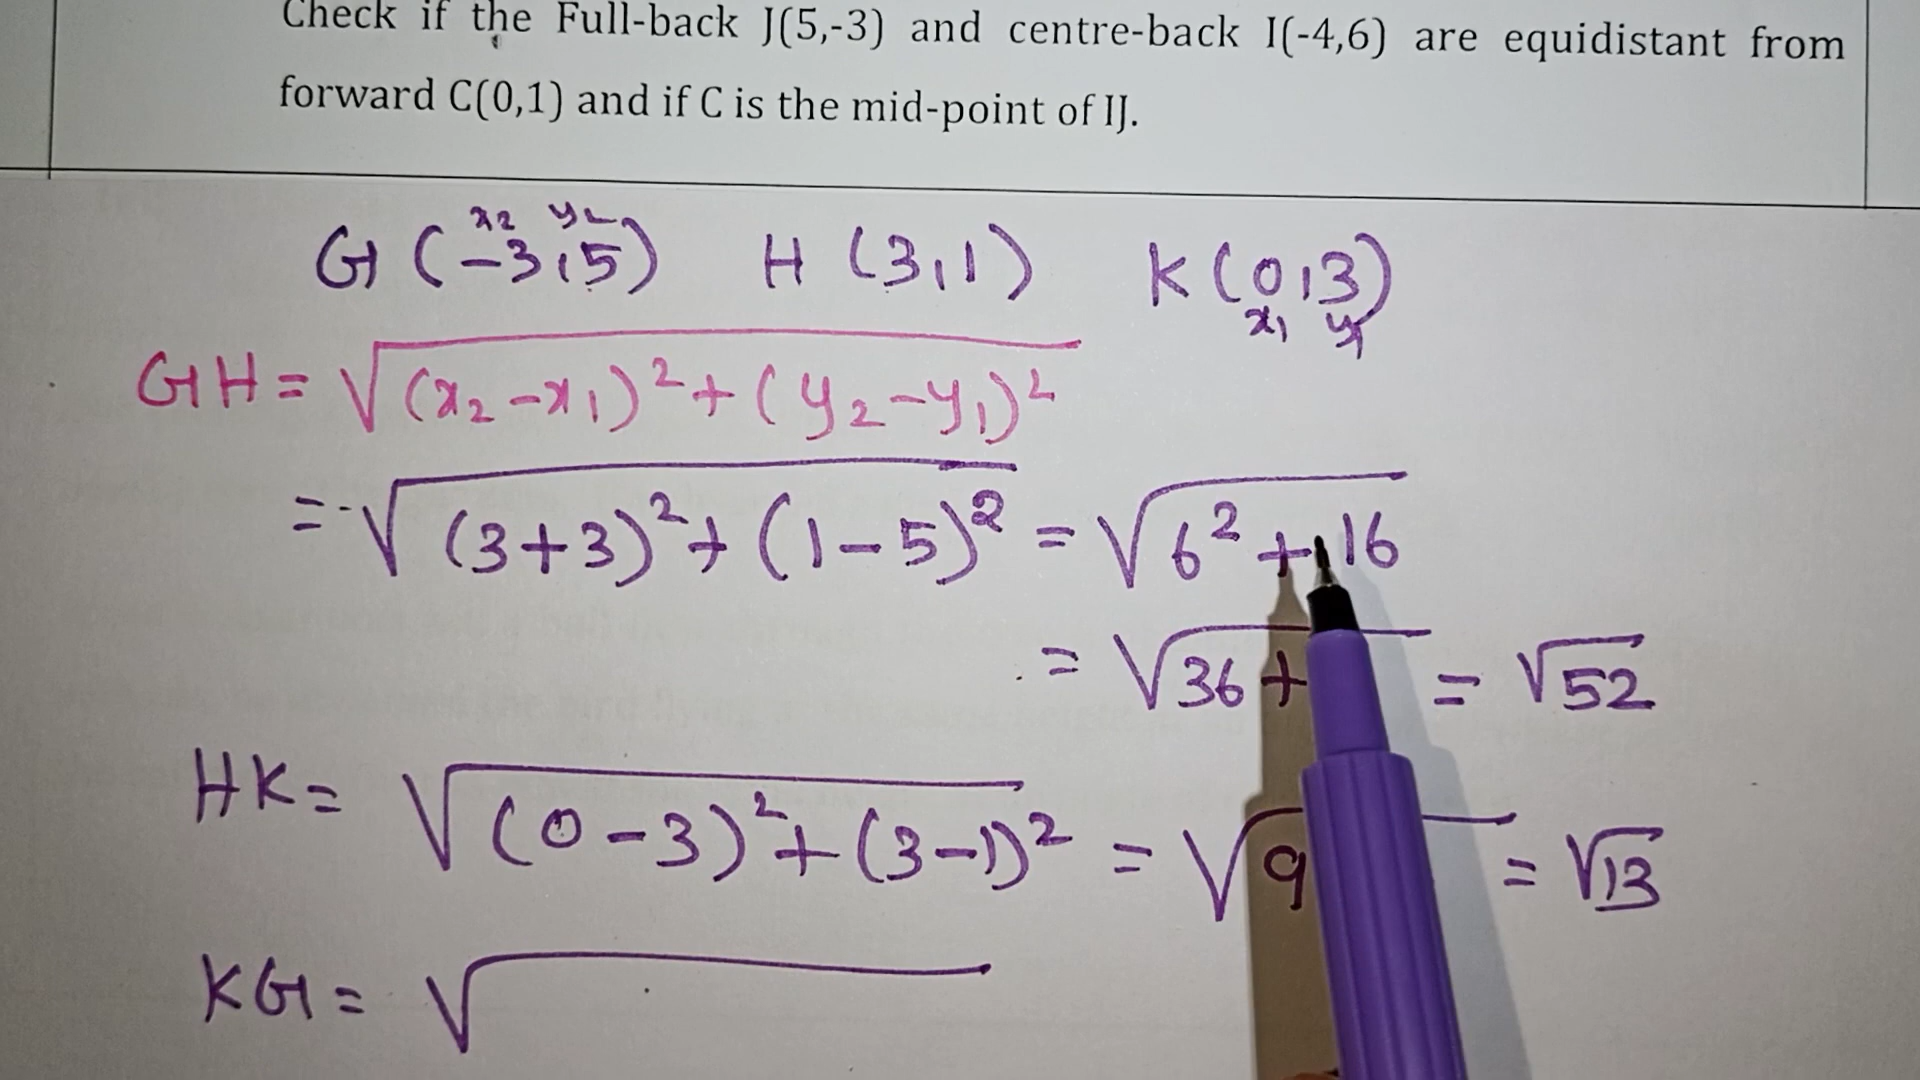 Check if the Full-back J(5,-3) and centre-back I(-4,6) are equidistant from
forward C(0,1) and if C is the mid-point of IJ.
x2 y2
G (-3,5) H (3,1) K (0,3)
x1 y1
GH = √(x2-x1)²+(y2-y1)²
= √(3+3)²+(1-5)² = √6²+16
= √36+ = √52
HK = √(0-3)²+(3-1)² = √9 = √13
KG = √